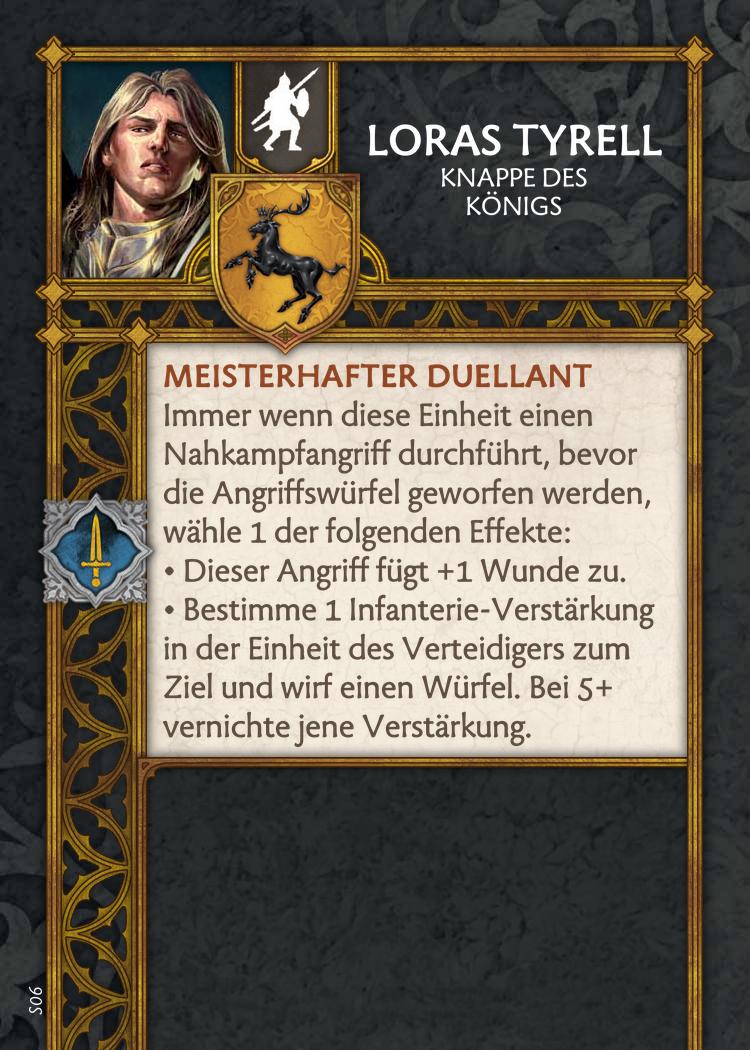 LORAS TYRELL
KNAPPE DES
KÖNIGS
MEISTERHAFTER DUELLANT
Immer wenn diese Einheit einen
Nahkampfangriff durchführt, bevor
die Angriffswürfel geworfen werden,
wähle 1 der folgenden Effekte:
• Dieser Angriff fügt +1 Wunde zu.
• Bestimme 1 Infanterie-Verstärkung
in der Einheit des Verteidigers zum
Ziel und wirf einen Würfel. Bei 5+
vernichte jene Verstärkung.
S06